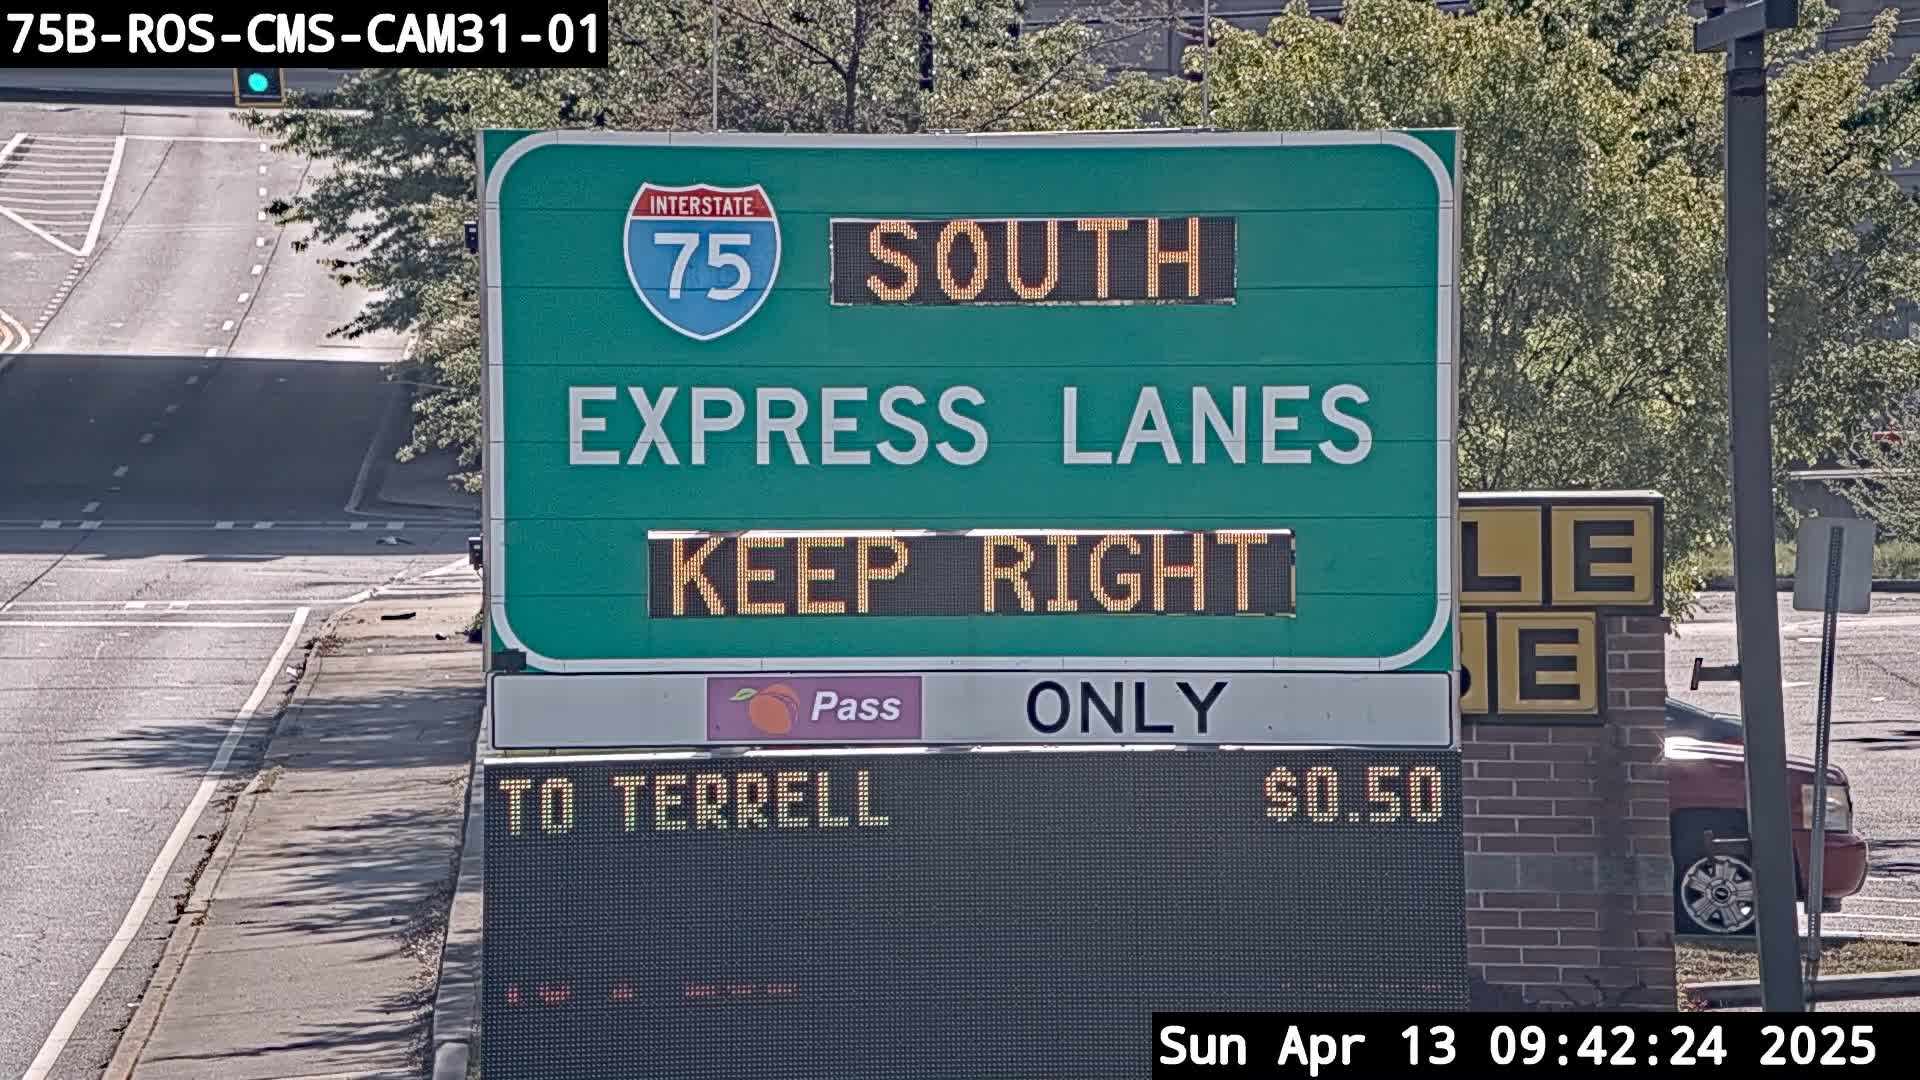 75B-ROS-CMS-CAM31-01
INTERSTATE
75
SOUTH
EXPRESS LANES
KEEP RIGHT
LE
E
Pass ONLY
TO TERRELL $0.50
Sun Apr 13 09:42:24 2025